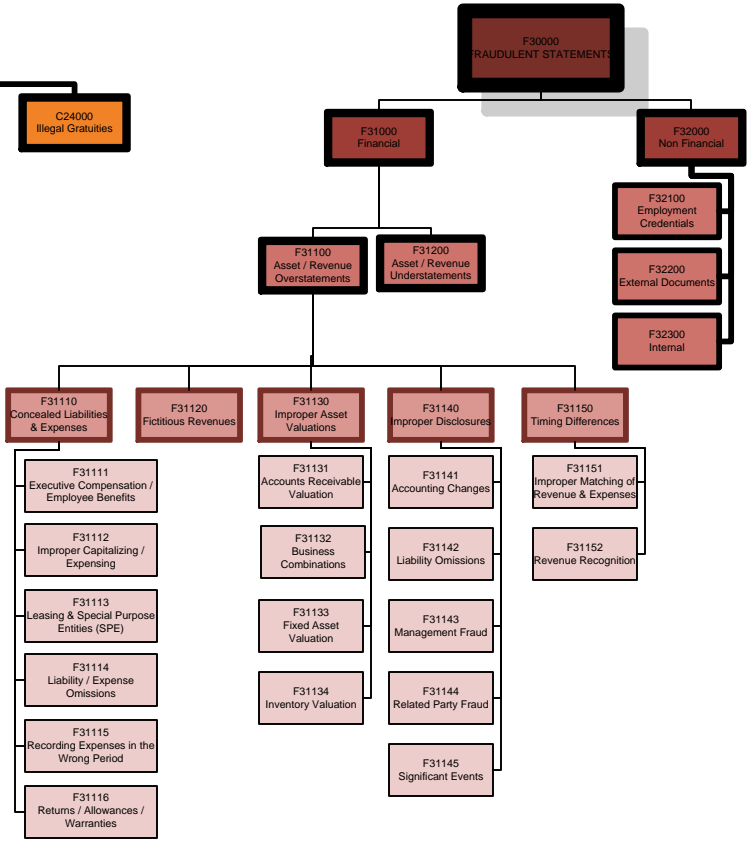 F30000
FRAUDULENT STATEMENTS
C24000
Illegal Gratuities
F31000
Financial
F32000
Non Financial
F32100
Employment
Credentials
F32200
External Documents
F32300
Internal
F31100
Asset / Revenue
Overstatements
F31200
Asset / Revenue
Understatements
F31110
Concealed Liabilities
& Expenses
F31120
Fictitious Revenues
F31130
Improper Asset
Valuations
F31140
Improper Disclosures
F31150
Timing Differences
F31111
Executive Compensation /
Employee Benefits
F31112
Improper Capitalizing /
Expensing
F31113
Leasing & Special Purpose
Entities (SPE)
F31114
Liability / Expense
Omissions
F31115
Recording Expenses in the
Wrong Period
F31116
Returns / Allowances /
Warranties
F31131
Accounts Receivable
Valuation
F31132
Business
Combinations
F31133
Fixed Asset
Valuation
F31134
Inventory Valuation
F31141
Accounting Changes
F31142
Liability Omissions
F31143
Management Fraud
F31144
Related Party Fraud
F31145
Significant Events
F31151
Improper Matching of
Revenue & Expenses
F31152
Revenue Recognition